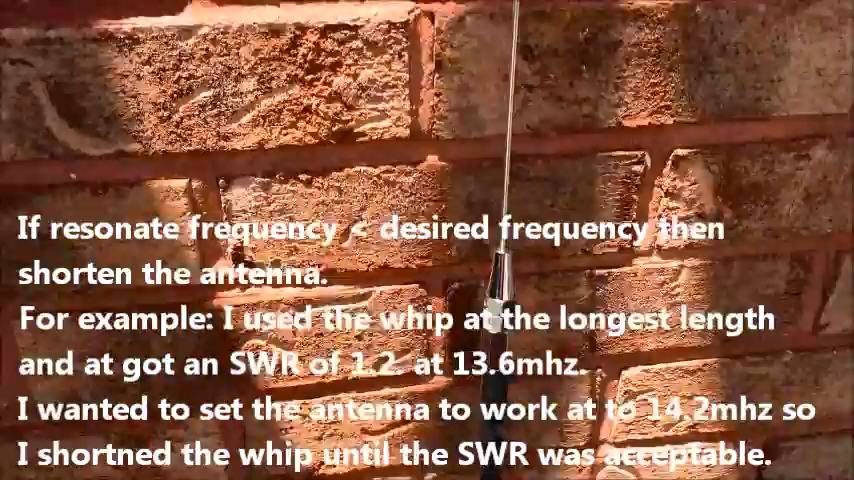 If resonate frequency < desired frequency then
shorten the antenna.
For example: I used the whip at the longest length
and at got an SWR of 1.2. at 13.6mhz.
I wanted to set the antenna to work at to 14.2mhz so
I shortned the whip until the SWR was acceptable.